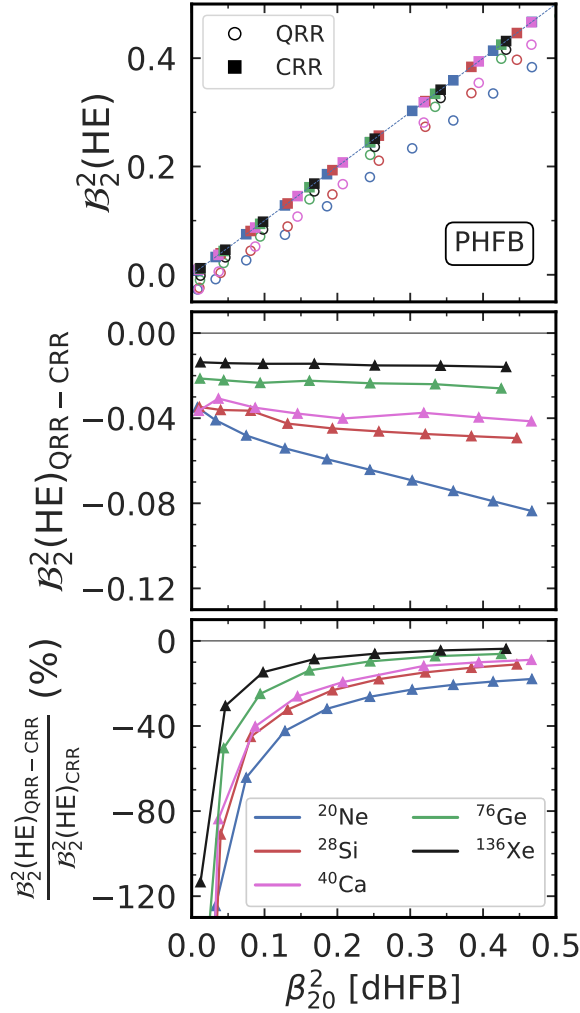 0.4
0.2
0.0
ℬ₂²(HE)
QRR
CRR
PHFB
0.00
−0.04
−0.08
−0.12
ℬ₂²(HE)QRR − CRR
0
−40
−80
−120
ℬ₂²(HE)QRR − CRR
ℬ₂²(HE)CRR
(%)
²⁰Ne
²⁸Si
⁴⁰Ca
⁷⁶Ge
¹³⁶Xe
0.0 0.1 0.2 0.3 0.4 0.5
β₂₀² [dHFB]